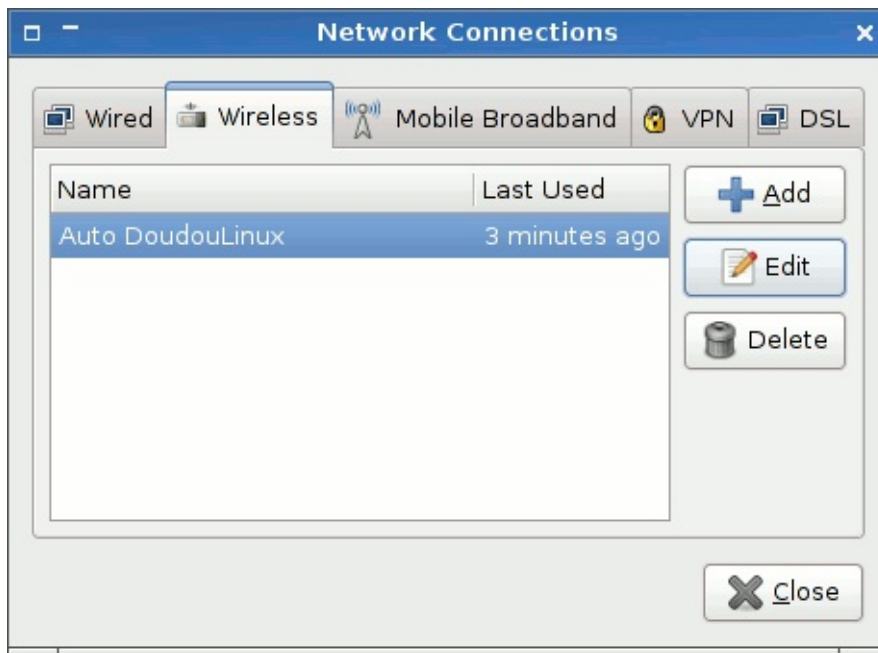 Network Connections
Wired Wireless Mobile Broadband VPN DSL
Name Last Used Add
Auto DoudouLinux 3 minutes ago
Edit
Delete
Close